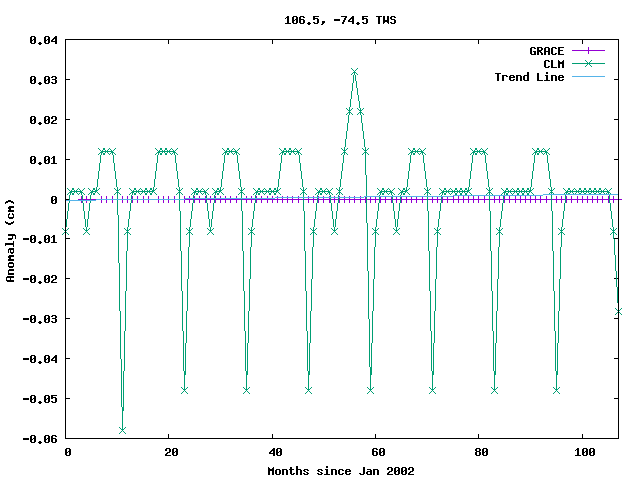 106.5, -74.5 TWS
GRACE
CLM
Trend Line
0.04
0.03
0.02
0.01
0
-0.01
-0.02
-0.03
-0.04
-0.05
-0.06
Anomaly (cm)
0 20 40 60 80 100
Months since Jan 2002